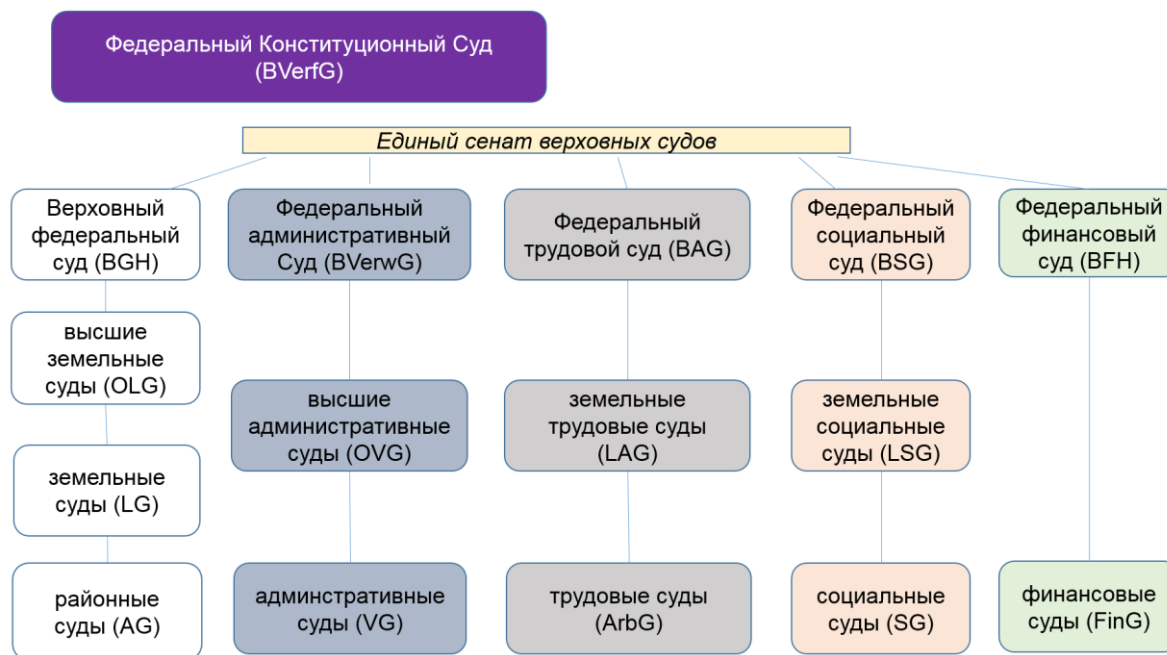 Федеральный Конституционный Суд
(BVerfG)
Единый сенат верховных судов
Верховный
федеральный
суд (BGH)
Федеральный
административный
Суд (BVerwG)
Федеральный
трудовой суд (BAG)
Федеральный
социальный
суд (BSG)
Федеральный
финансовый
суд (BFH)
высшие
земельные
суды (OLG)
высшие
административные
суды (OVG)
земельные
трудовые суды
(LAG)
земельные
социальные
суды (LSG)
земельные
суды (LG)
районные
суды (AG)
админстративные
суды (VG)
трудовые суды
(ArbG)
социальные
суды (SG)
финансовые
суды (FinG)